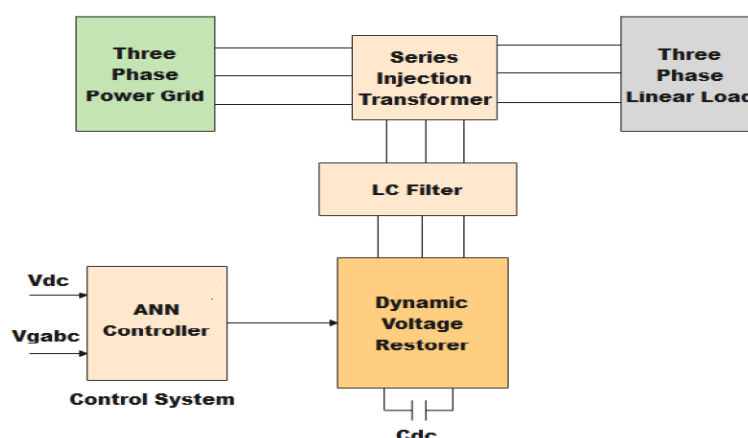 Three
Phase
Power Grid
Series
Injection
Transformer
Three
Phase
Linear Load
LC Filter
Vdc
Vgabc
ANN
Controller
Control System
Dynamic
Voltage
Restorer
Cdc